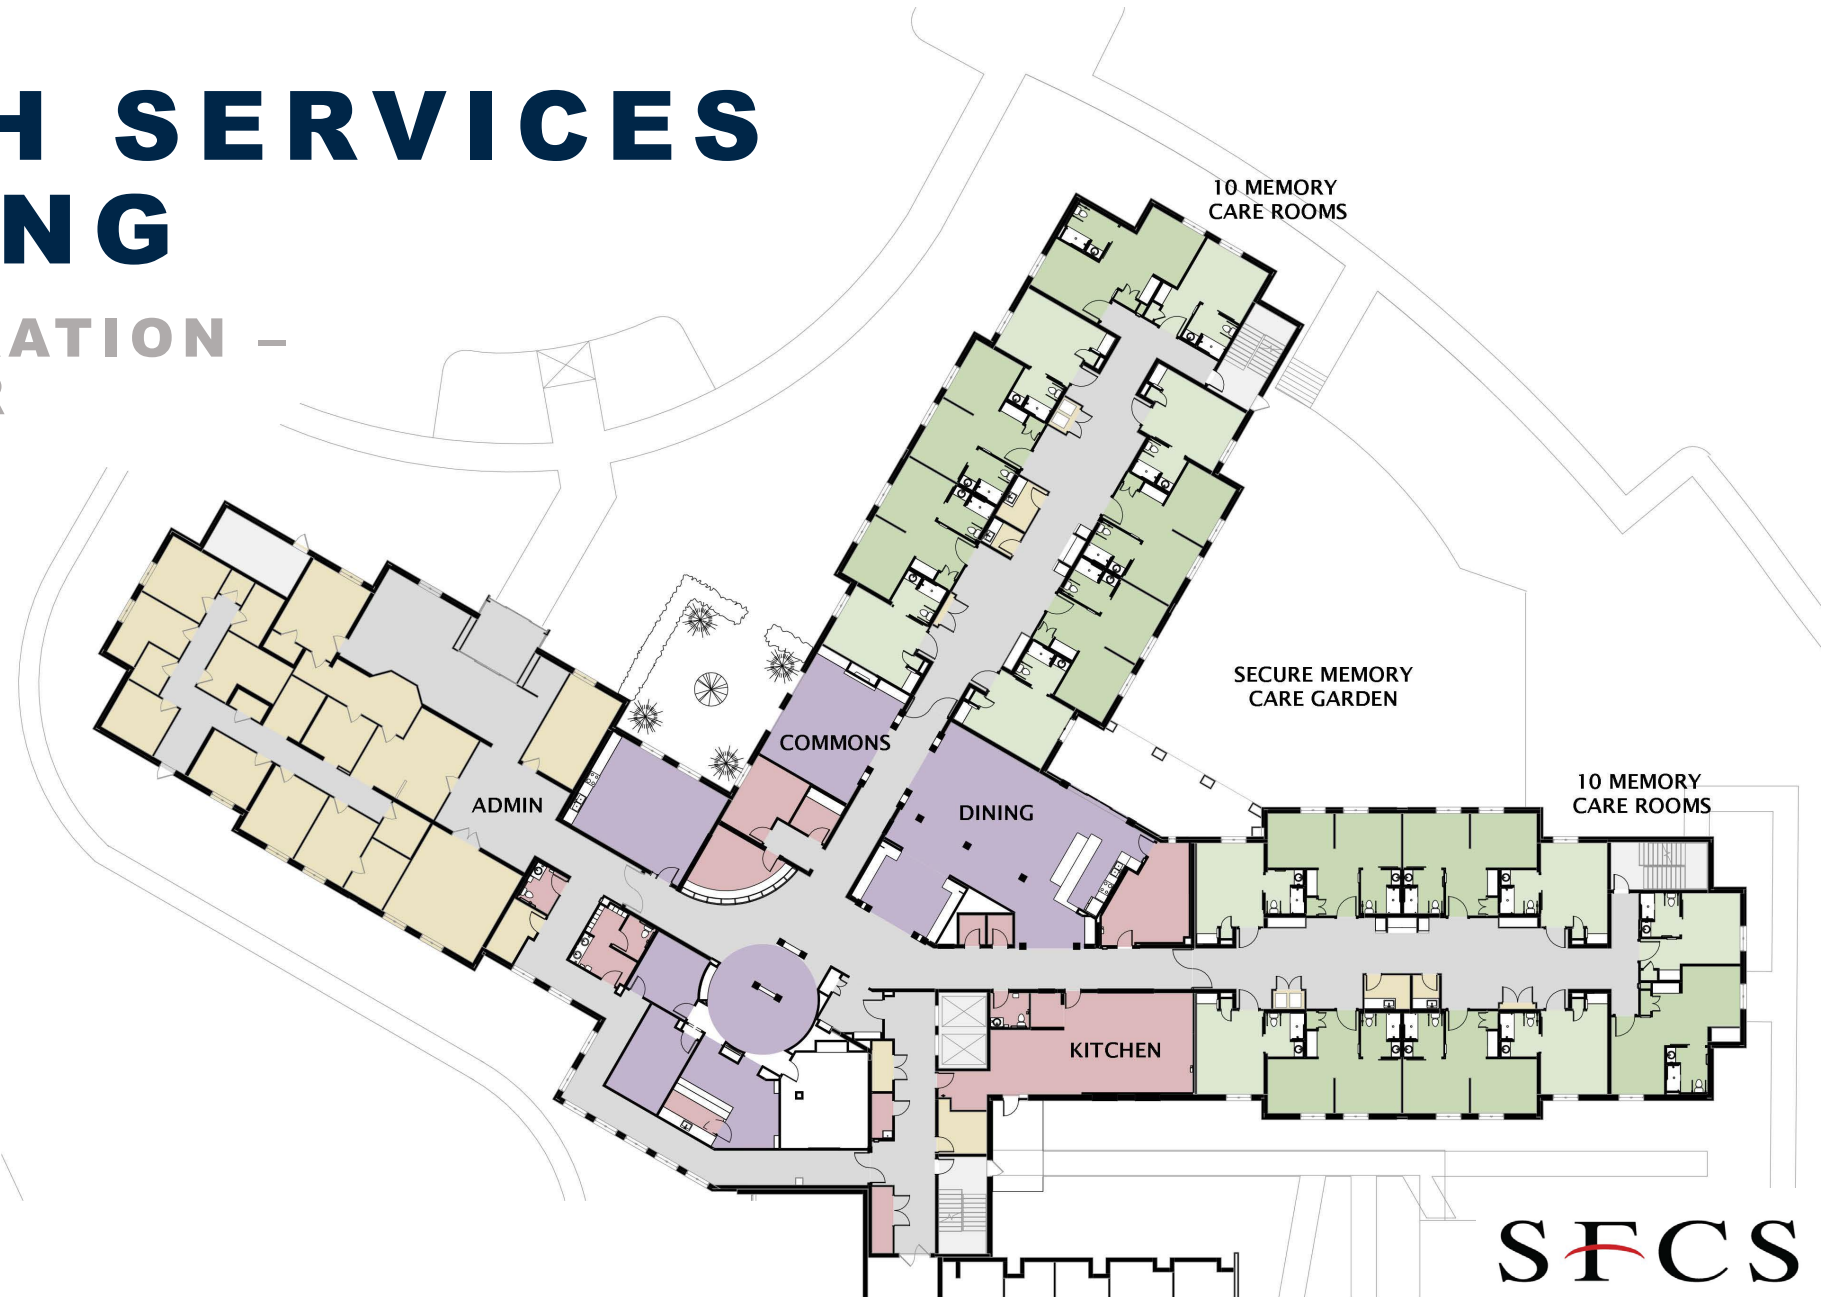 H SERVICES
NG
RATION –
R
10 MEMORY
CARE ROOMS
SECURE MEMORY
CARE GARDEN
COMMONS
ADMIN
DINING
10 MEMORY
CARE ROOMS
KITCHEN
SFCS